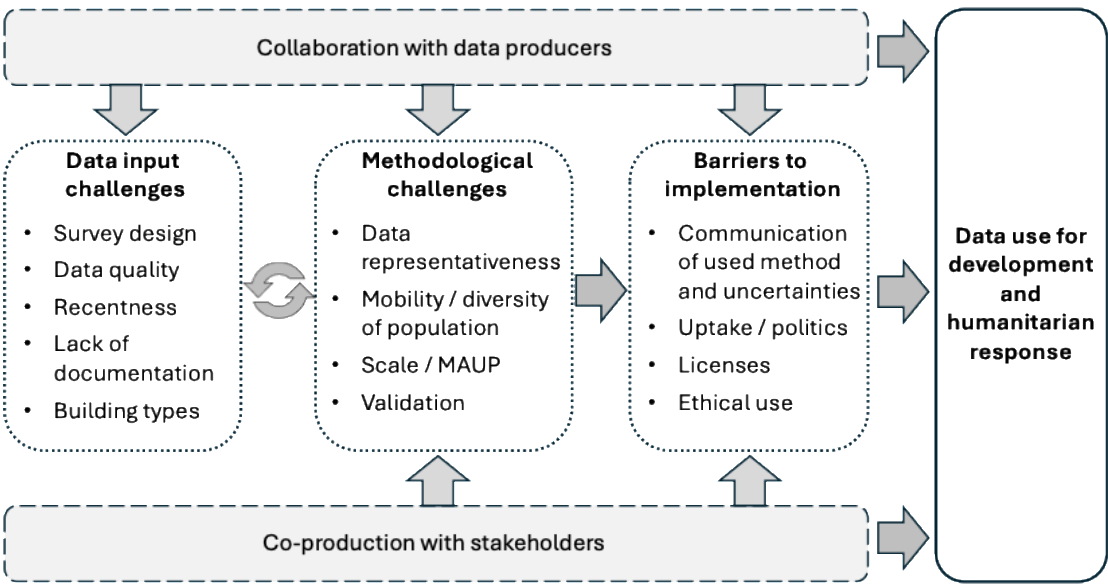 Collaboration with data producers
Data input
challenges
• Survey design
• Data quality
• Recentness
• Lack of
documentation
• Building types
Methodological
challenges
• Data
representativeness
• Mobility / diversity
of population
• Scale / MAUP
• Validation
Barriers to
implementation
• Communication
of used method
and uncertainties
• Uptake / politics
• Licenses
• Ethical use
Data use for
development
and
humanitarian
response
Co-production with stakeholders